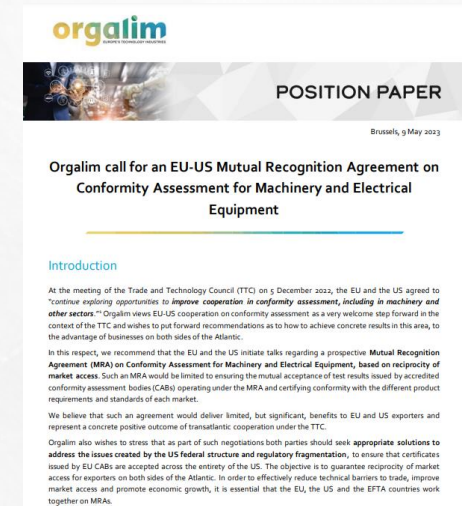 orgalim
EUROPE'S TECHNOLOGY INDUSTRIES
POSITION PAPER
Brussels, 9 May 2023
Orgalim call for an EU-US Mutual Recognition Agreement on
Conformity Assessment for Machinery and Electrical
Equipment
Introduction
At the meeting of the Trade and Technology Council (TTC) on 5 December 2022, the EU and the US agreed to
"continue exploring opportunities to improve cooperation in conformity assessment, including in machinery and
other sectors."¹ Orgalim views EU-US cooperation on conformity assessment as a very welcome step forward in the
context of the TTC and wishes to put forward recommendations as to how to achieve concrete results in this area, to
the advantage of businesses on both sides of the Atlantic.
In this respect, we recommend that the EU and the US initiate talks regarding a prospective Mutual Recognition
Agreement (MRA) on Conformity Assessment for Machinery and Electrical Equipment, based on reciprocity of
market access. Such an MRA would be limited to ensuring the mutual acceptance of test results issued by accredited
conformity assessment bodies (CABs) operating under the MRA and certifying conformity with the different product
requirements and standards of each market.
We believe that such an agreement would deliver limited, but significant, benefits to EU and US exporters and
represent a concrete positive outcome of transatlantic cooperation under the TTC.
Orgalim also wishes to stress that as part of such negotiations both parties should seek appropriate solutions to
address the issues created by the US federal structure and regulatory fragmentation, to ensure that certificates
issued by EU CABs are accepted across the entirety of the US. The objective is to guarantee reciprocity of market
access for exporters on both sides of the Atlantic. In order to effectively reduce technical barriers to trade, improve
market access and promote economic growth, it is essential that the EU, the US and the EFTA countries work
together on MRAs.